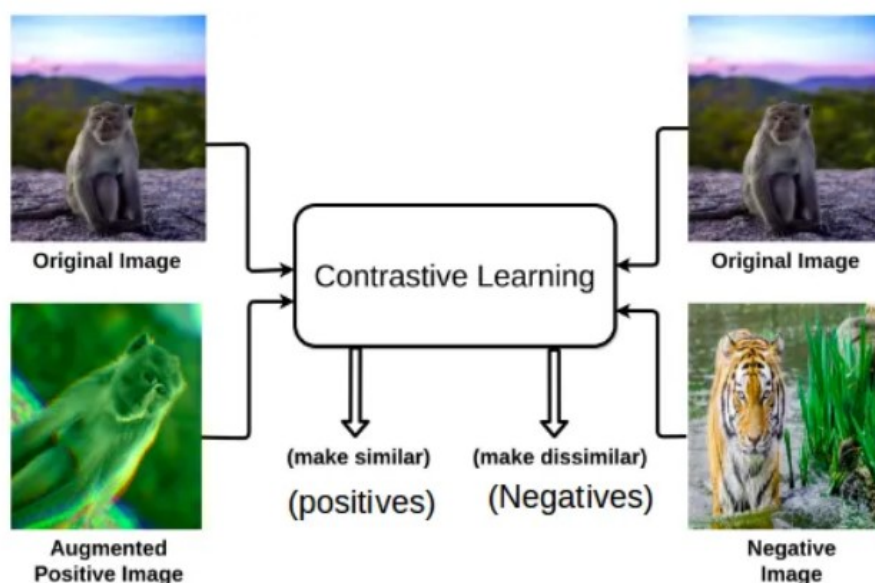 Original Image
Original Image
Contrastive Learning
(make similar)
(make dissimilar)
(positives)
(Negatives)
Augmented
Positive Image
Negative
Image